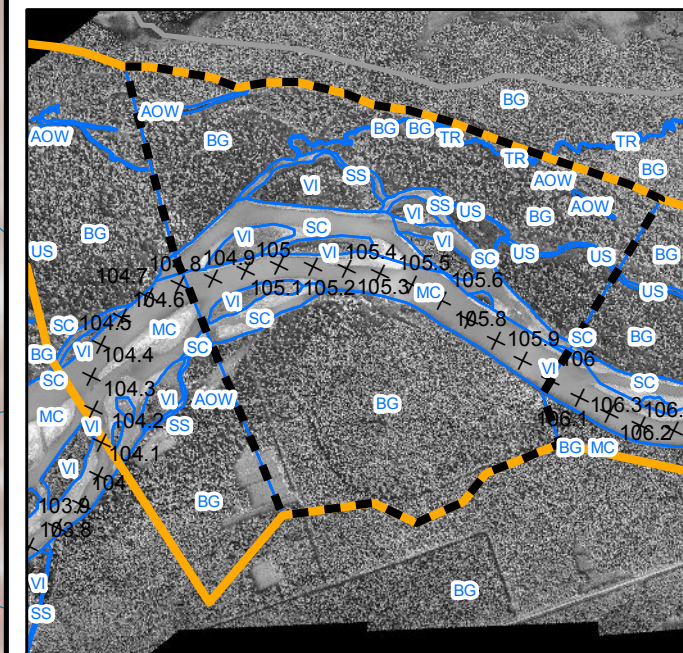 BG
AOW
BG BG
AOW
TR
TR
BG
TR
BG
AOW
VI
SS
AOW
SS
VI
US
BG
BG
VI
SC
VI
US
BG
US
VI
105.4
SC
US
104.9
105
105.5
US
104.7
105.6
104.6
105.1
105.2
105.3
MC
VI
SC
104.5
SC
MC
105.8
BG
VI
104.4
SC
105.9
SC
BG
106
SC
104.3
VI
SC
VI
AOW
BG
MC
104.2
SS
106.1
106.3
106.2
104.1
BG
MC
VI
104
BG
103.9
103.8
VI
BG
SS